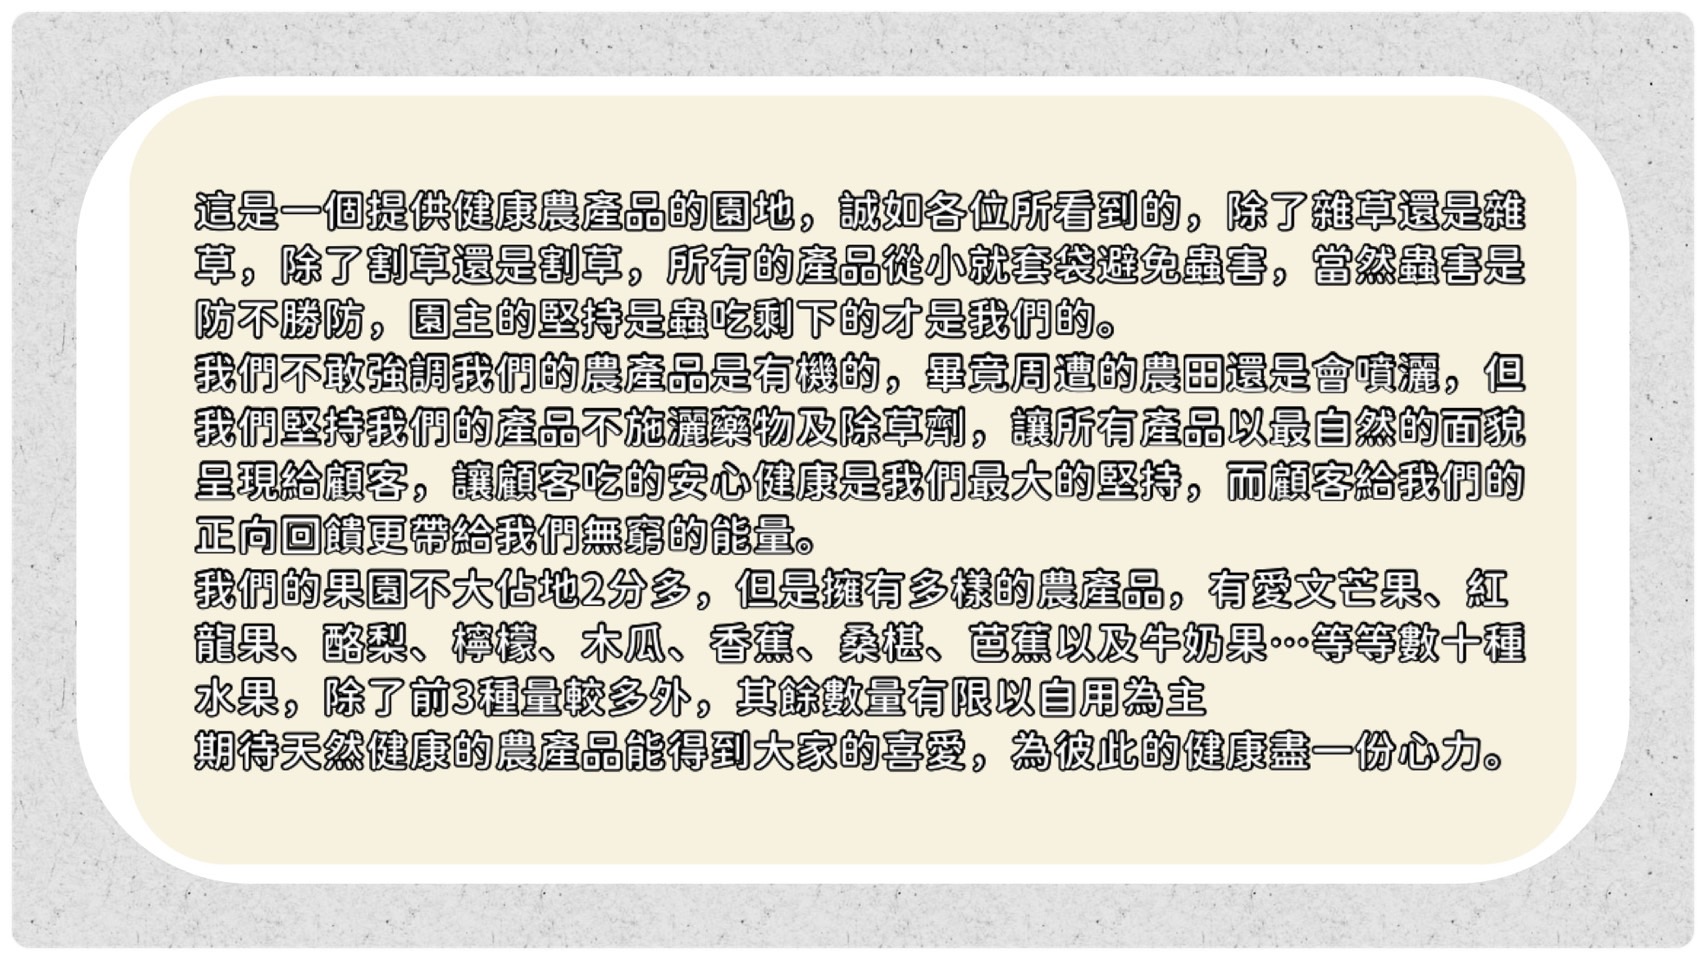 這是一個提供健康農產品的園地，誠如各位所看到的，除了雜草還是雜
草，除了割草還是割草，所有的產品從小就套袋避免蟲害，當然蟲害是
防不勝防，園主的堅持是蟲吃剩下的才是我們的。
我們不敢強調我們的農產品是有機的，畢竟周遭的農田還是會噴灑，但
我們堅持我們的產品不施灑藥物及除草劑，讓所有產品以最自然的面貌
呈現給顧客，讓顧客吃的安心健康是我們最大的堅持，而顧客給我們的
正向回饋更帶給我們無窮的能量。
我們的果園不大佔地2分多，但是擁有多樣的農產品，有愛文芒果、紅
龍果、酪梨、檸檬、木瓜、香蕉、桑椹、芭蕉以及牛奶果…等等數十種
水果，除了前3種量較多外，其餘數量有限以自用為主
期待天然健康的農產品能得到大家的喜愛，為彼此的健康盡一份心力。